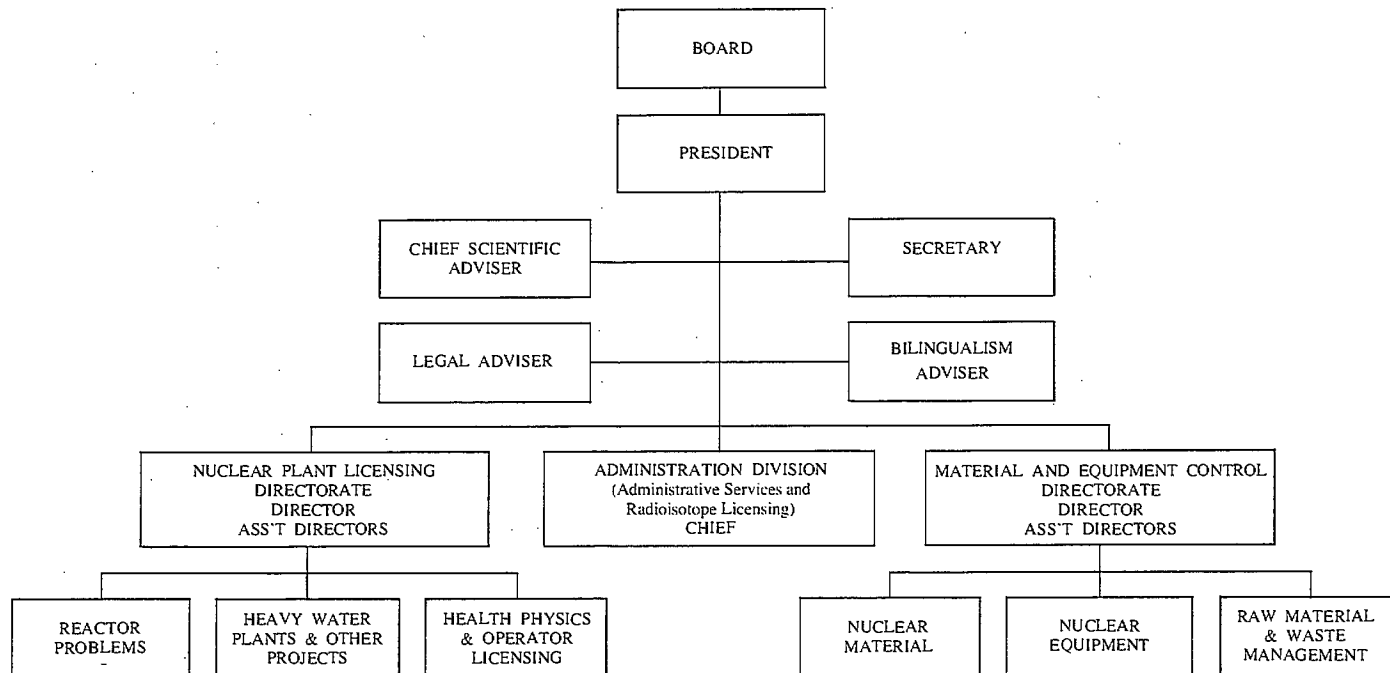 BOARD
PRESIDENT
CHIEF SCIENTIFIC
ADVISER
SECRETARY
LEGAL ADVISER
BILINGUALISM
ADVISER
NUCLEAR PLANT LICENSING
DIRECTORATE
DIRECTOR
ASS'T DIRECTORS
ADMINISTRATION DIVISION
(Administrative Services and
Radioisotope Licensing)
CHIEF
MATERIAL AND EQUIPMENT CONTROL
DIRECTORATE
DIRECTOR
ASS'T DIRECTORS
REACTOR
PROBLEMS
HEAVY WATER
PLANTS & OTHER
PROJECTS
HEALTH PHYSICS
& OPERATOR
LICENSING
NUCLEAR
MATERIAL
NUCLEAR
EQUIPMENT
RAW MATERIAL
& WASTE
MANAGEMENT